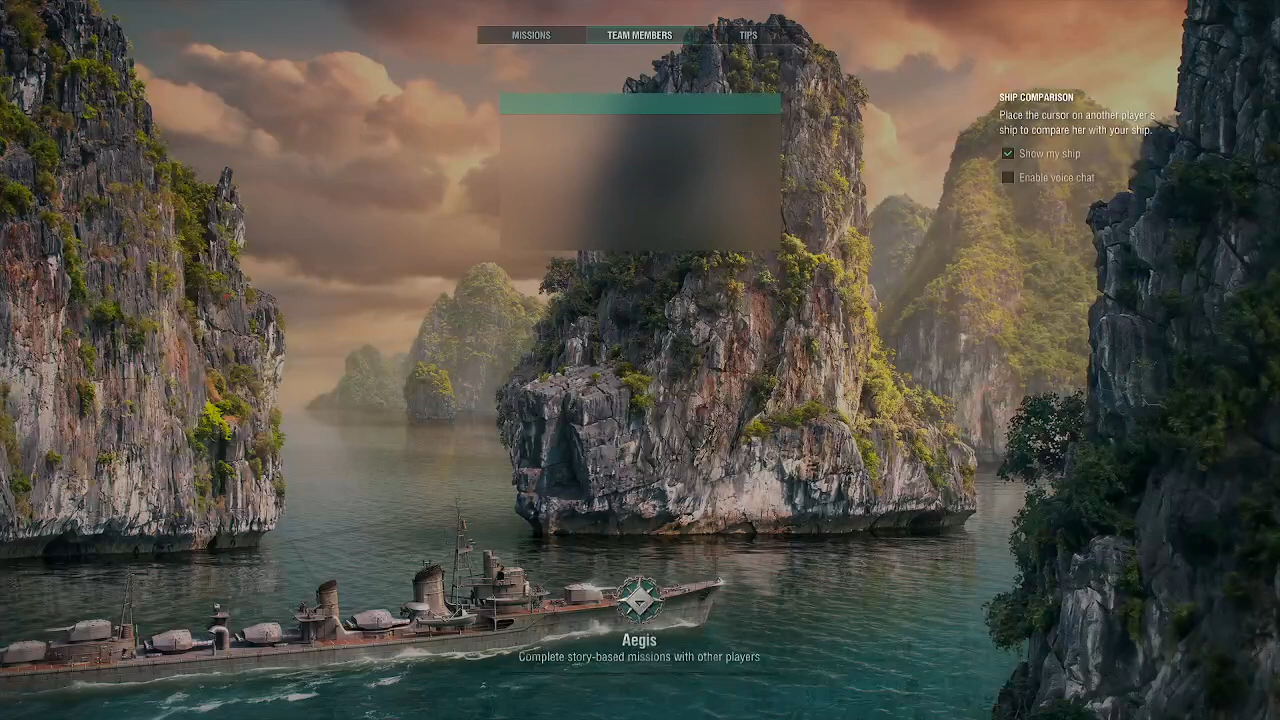 MISSIONS
TEAM MEMBERS
TIPS
SHIP COMPARISON
Place the cursor on another player's
ship to compare her with your ship.
Show my ship
Enable voice chat
Aegis
Complete story-based missions with other players